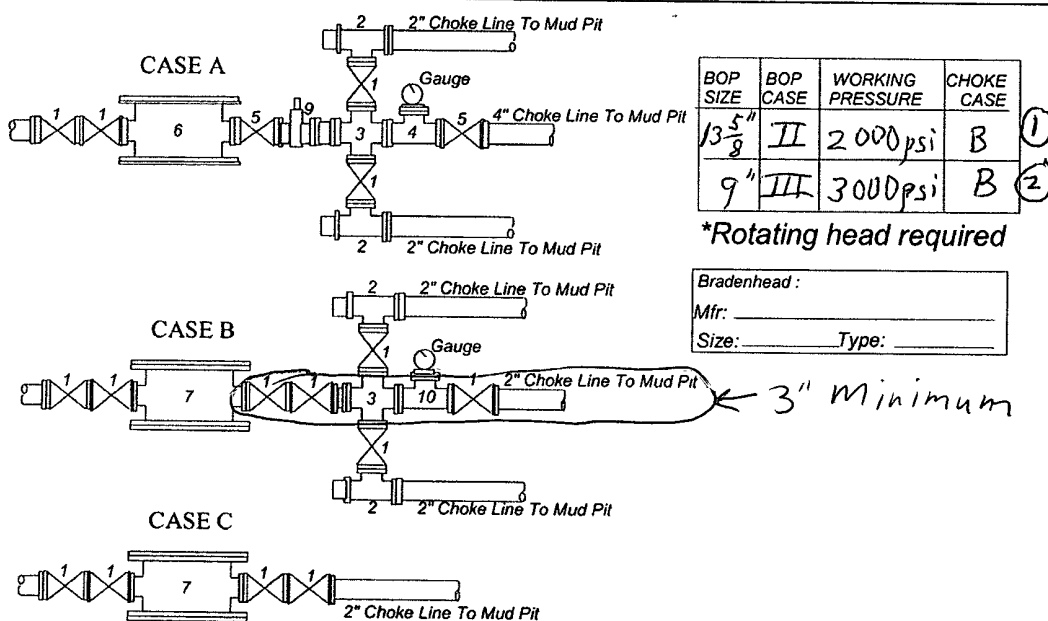 CASE A
2
2" Choke Line To Mud Pit
1
Gauge
1
1
6
5
9
3
4
5
4" Choke Line To Mud Pit
1
2
2" Choke Line To Mud Pit
BOP SIZE
BOP CASE
WORKING PRESSURE
CHOKE CASE
13 5/8" II 2000psi B ①
9" III 3000psi B ②
*Rotating head required
Bradenhead :
Mfr:
Size: Type:
CASE B
2
2" Choke Line To Mud Pit
1
Gauge
1
1
7
1
1
3
10
1
2" Choke Line To Mud Pit
3" Minimum
1
2
2" Choke Line To Mud Pit
CASE C
1
1
7
1
1
2" Choke Line To Mud Pit